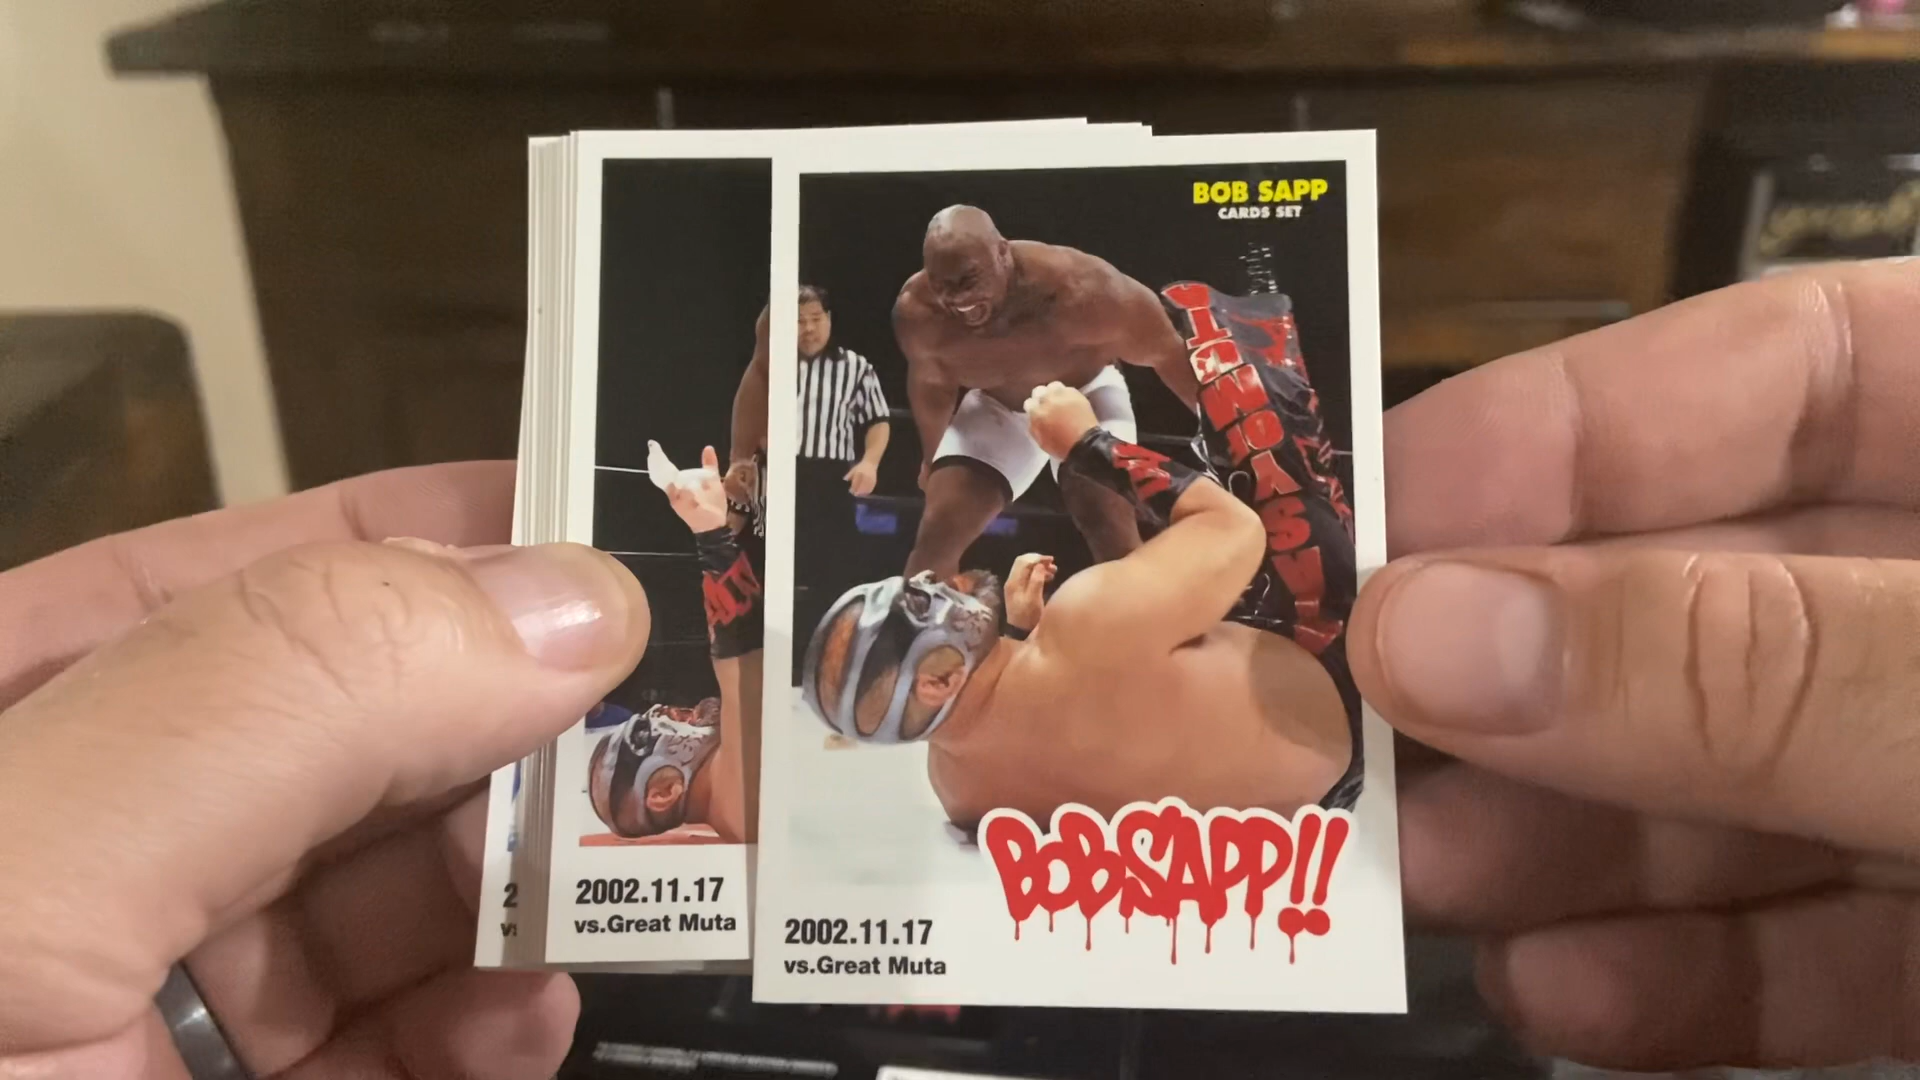 BOB SAPP
CARDS SET
BOBSAPP!!
2002.11.17
vs.Great Muta
2002.11.17
vs.Great Muta